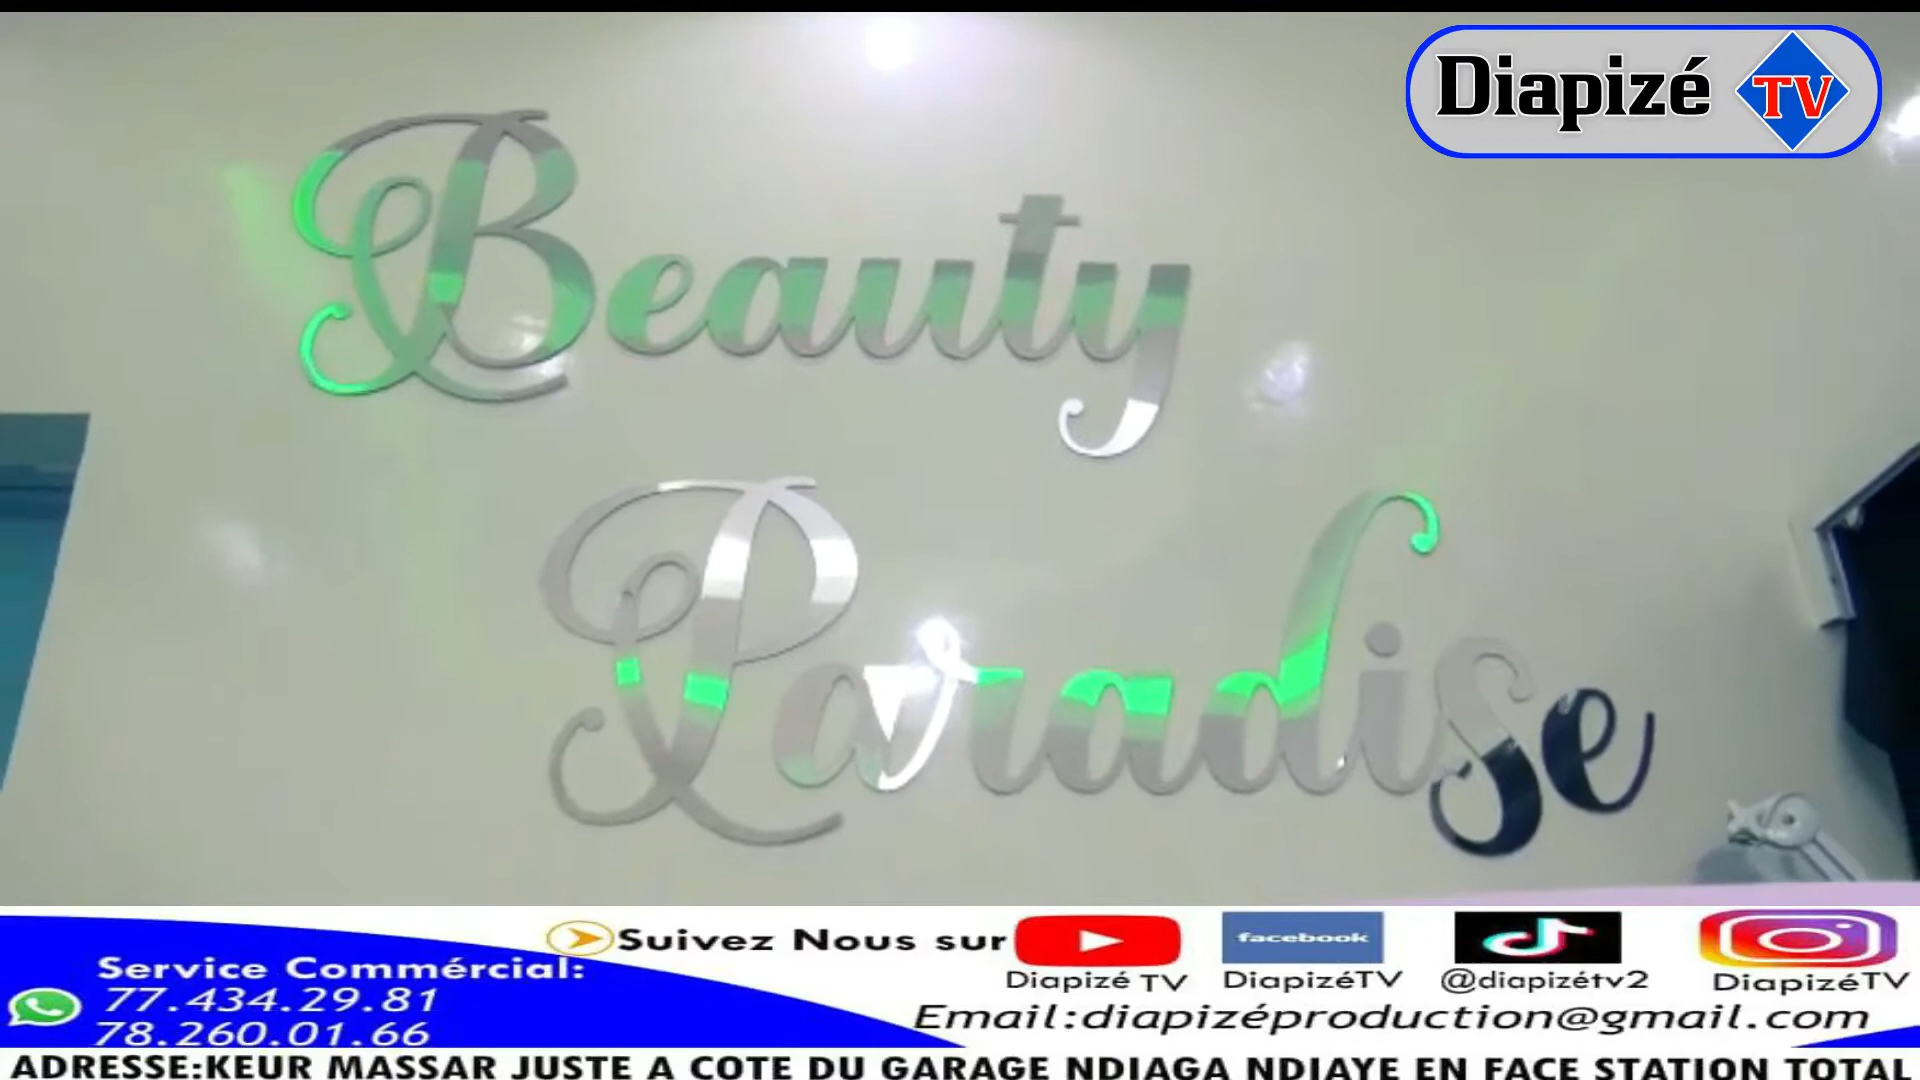 Diapizé TV
Beauty
Paradise
Suivez Nous sur
facebook
Diapizé TV
DiapizéTV
@diapizétv2
DiapizéTV
Service Commércial:
77.434.29.81
78.260.01.66
Email:diapizéproduction@gmail.com
ADRESSE:KEUR MASSAR JUSTE A COTE DU GARAGE NDIAGA NDIAYE EN FACE STATION TOTAL